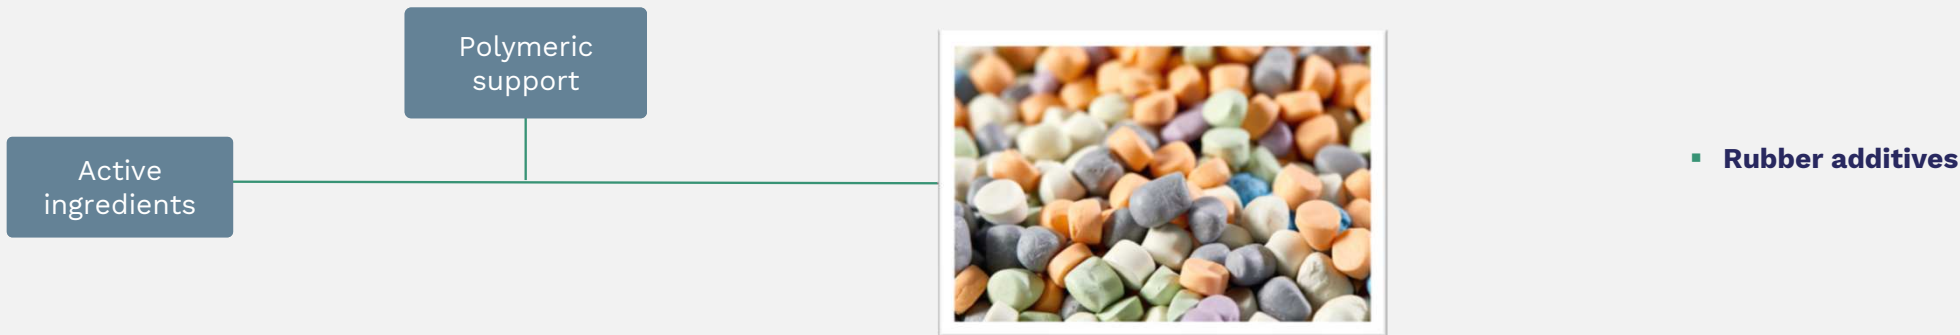 Polymeric
support
Active
ingredients
▪ Rubber additives